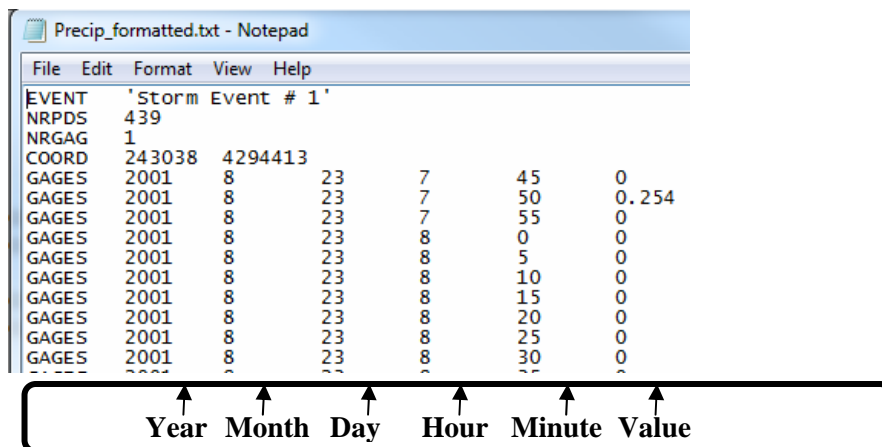 Precip_formatted.txt - Notepad
File Edit Format View Help
EVENT 'Storm Event # 1'
NRPDS 439
NRGAG 1
COORD 243038 4294413
GAGES 2001 8 23 7 45 0
GAGES 2001 8 23 7 50 0.254
GAGES 2001 8 23 7 55 0
GAGES 2001 8 23 8 0 0
GAGES 2001 8 23 8 5 0
GAGES 2001 8 23 8 10 0
GAGES 2001 8 23 8 15 0
GAGES 2001 8 23 8 20 0
GAGES 2001 8 23 8 25 0
GAGES 2001 8 23 8 30 0
Year Month Day Hour Minute Value